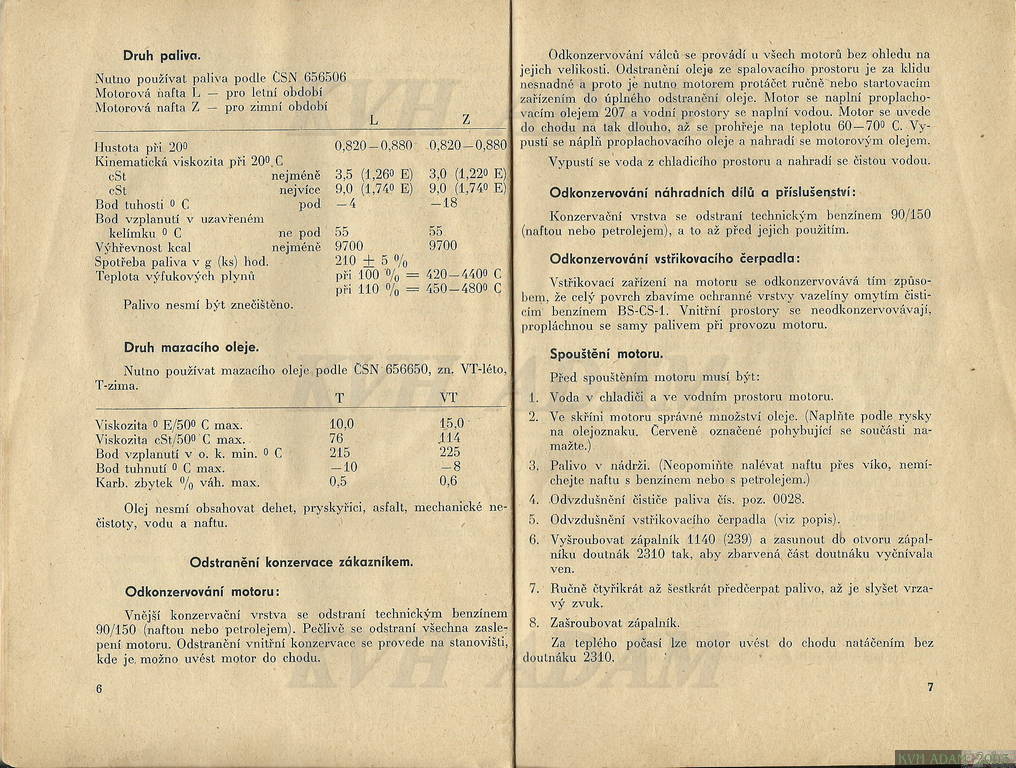 Druh paliva.
Nutno používat paliva podle ČSN 656506
Motorová nafta L — pro letní období
Motorová nafta Z — pro zimní období
L Z
Hustota při 20º 0,820—0,880 0,820—0,880
Kinematická viskozita při 20º C
cSt nejméně 3,5 (1,26º E) 3,0 (1,22º E)
cSt nejvíce 9,0 (1,74º E) 9,0 (1,74º E)
Bod tuhosti º C pod —4 —18
Bod vzplanutí v uzavřeném
kelímku º C ne pod 55 55
Výhřevnost kcal nejméně 9700 9700
Spotřeba paliva v g (ks) hod. 210 ± 5 %
Teplota výfukových plynů při 100 % = 420—440º C
při 110 % = 450—480º C
Palivo nesmí být znečištěno.
Druh mazacího oleje.
Nutno používat mazacího oleje podle ČSN 656650, zn. VT-léto,
T-zima.
T VT
Viskozita º E/50º C max. 10,0 15,0
Viskozita cSt/50º C max. 76 114
Bod vzplanutí v o. k. min. º C 215 225
Bod tuhnutí º C max. —10 —8
Karb. zbytek % váh. max. 0,5 0,6
Olej nesmí obsahovat dehet, pryskyřici, asfalt, mechanické ne-
čistoty, vodu a naftu.
Odstranění konzervace zákazníkem.
Odkonzervování motoru:
Vnější konzervační vrstva se odstraní technickým benzínem
90/150 (naftou nebo petrolejem). Pečlivě se odstraní všechna zasle-
pení motoru. Odstranění vnitřní konzervace se provede na stanovišti,
kde je možno uvést motor do chodu.
6
Odkonzervování válců se provádí u všech motorů bez ohledu na
jejich velikosti. Odstranění oleje ze spalovacího prostoru je za klidu
nesnadné a proto je nutno motorem protáčet ručně nebo startovacím
zařízením do úplného odstranění oleje. Motor se naplní proplacho-
vacím olejem 207 a vodní prostory se naplní vodou. Motor se uvede
do chodu na tak dlouho, až se prohřeje na teplotu 60—70º C. Vy-
pustí se náplň proplachovacího oleje a nahradí se motorovým olejem.
Vypustí se voda z chladicího prostoru a nahradí se čistou vodou.
Odkonzervování náhradních dílů a příslušenství:
Konzervační vrstva se odstraní technickým benzínem 90/150
(naftou nebo petrolejem), a to až před jejich použitím.
Odkonzervování vstřikovacího čerpadla:
Vstřikovací zařízení na motoru se odkonzervovává tím způso-
bem, že celý povrch zbavíme ochranné vrstvy vazelíny omytím čisti-
cím benzínem BS-CS-1. Vnitřní prostory se neodkonzervovávají,
propláchnou se samy palivem při provozu motoru.
Spouštění motoru.
Před spouštěním motoru musí být:
1. Voda v chladiči a ve vodním prostoru motoru.
2. Ve skříni motoru správné množství oleje. (Naplňte podle rysky
na olejoznaku. Červeně označené pohybující se součásti na-
mažte.)
3. Palivo v nádrži. (Neopomiňte nalévat naftu přes víko, nemí-
chejte naftu s benzínem nebo s petrolejem.)
4. Odvzdušnění čističe paliva čís. poz. 0028.
5. Odvzdušnění vstřikovacího čerpadla (viz popis).
6. Vyšroubovat zápalník 1140 (239) a zasunout do otvoru zápal-
níku doutnák 2310 tak, aby zbarvená část doutnáku vyčnívala
ven.
7. Ručně čtyřikrát až šestkrát předčerpat palivo, až je slyšet vrza-
vý zvuk.
8. Zašroubovat zápalník.
Za teplého počasí lze motor uvést do chodu natáčením bez
doutnáku 2310.
7
KVH ADAM
KVH ADAM
KVH ADAM